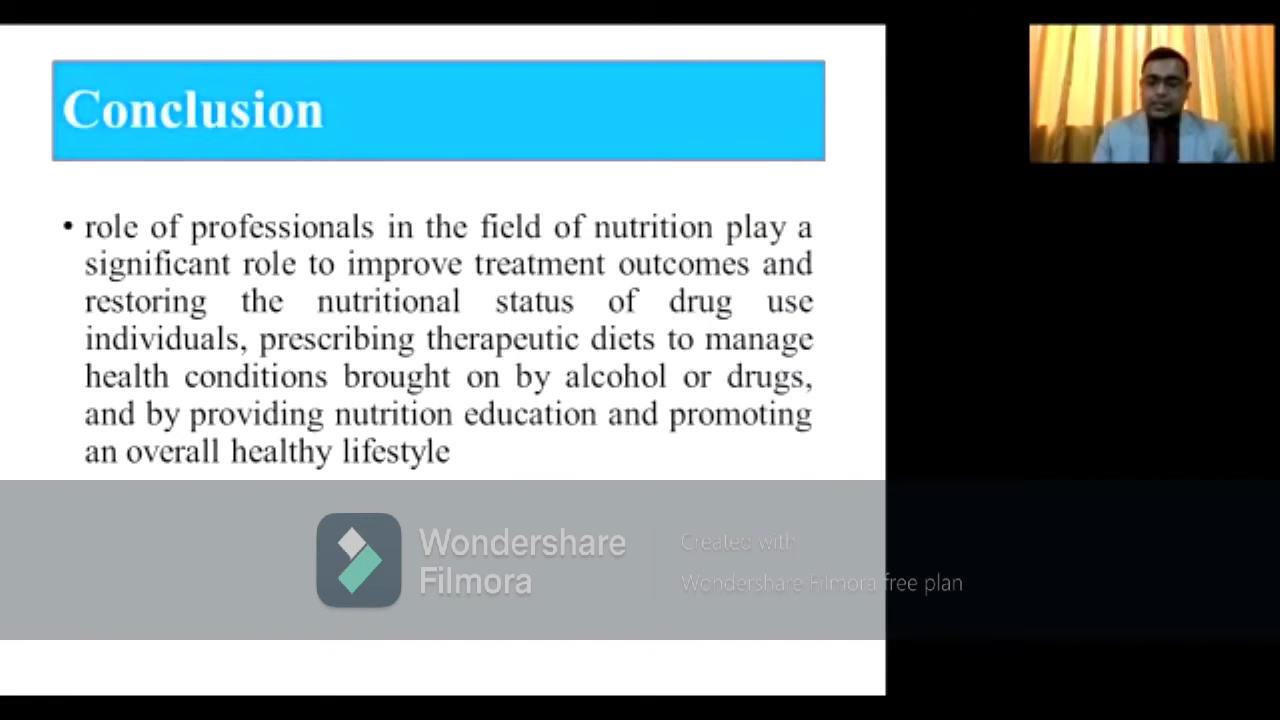 Conclusion
• role of professionals in the field of nutrition play a
significant role to improve treatment outcomes and
restoring the nutritional status of drug use
individuals, prescribing therapeutic diets to manage
health conditions brought on by alcohol or drugs,
and by providing nutrition education and promoting
an overall healthy lifestyle
Wondershare
Filmora
Created with
Wondershare Filmora free plan